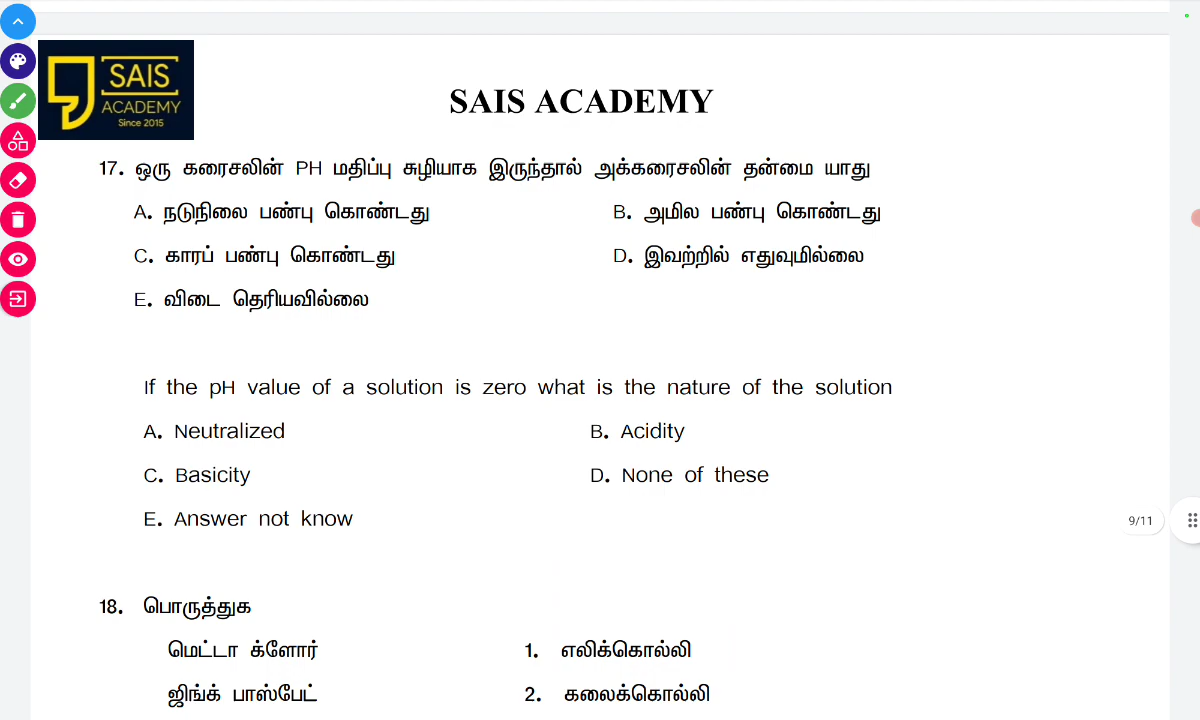 SAIS
ACADEMY
Since 2015
SAIS ACADEMY
17. ஒரு கரைசலின் PH மதிப்பு சுழியாக இருந்தால் அக்கரைசலின் தன்மை யாது
A. நடுநிலை பண்பு கொண்டது B. அமில பண்பு கொண்டது
C. காரப் பண்பு கொண்டது D. இவற்றில் எதுவுமில்லை
E. விடை தெரியவில்லை
If the pH value of a solution is zero what is the nature of the solution
A. Neutralized B. Acidity
C. Basicity D. None of these
E. Answer not know
9/11
18. பொருத்துக
மெட்டா க்ளோர் 1. எலிக்கொல்லி
ஜிங்க் பாஸ்பேட் 2. கலைக்கொல்லி